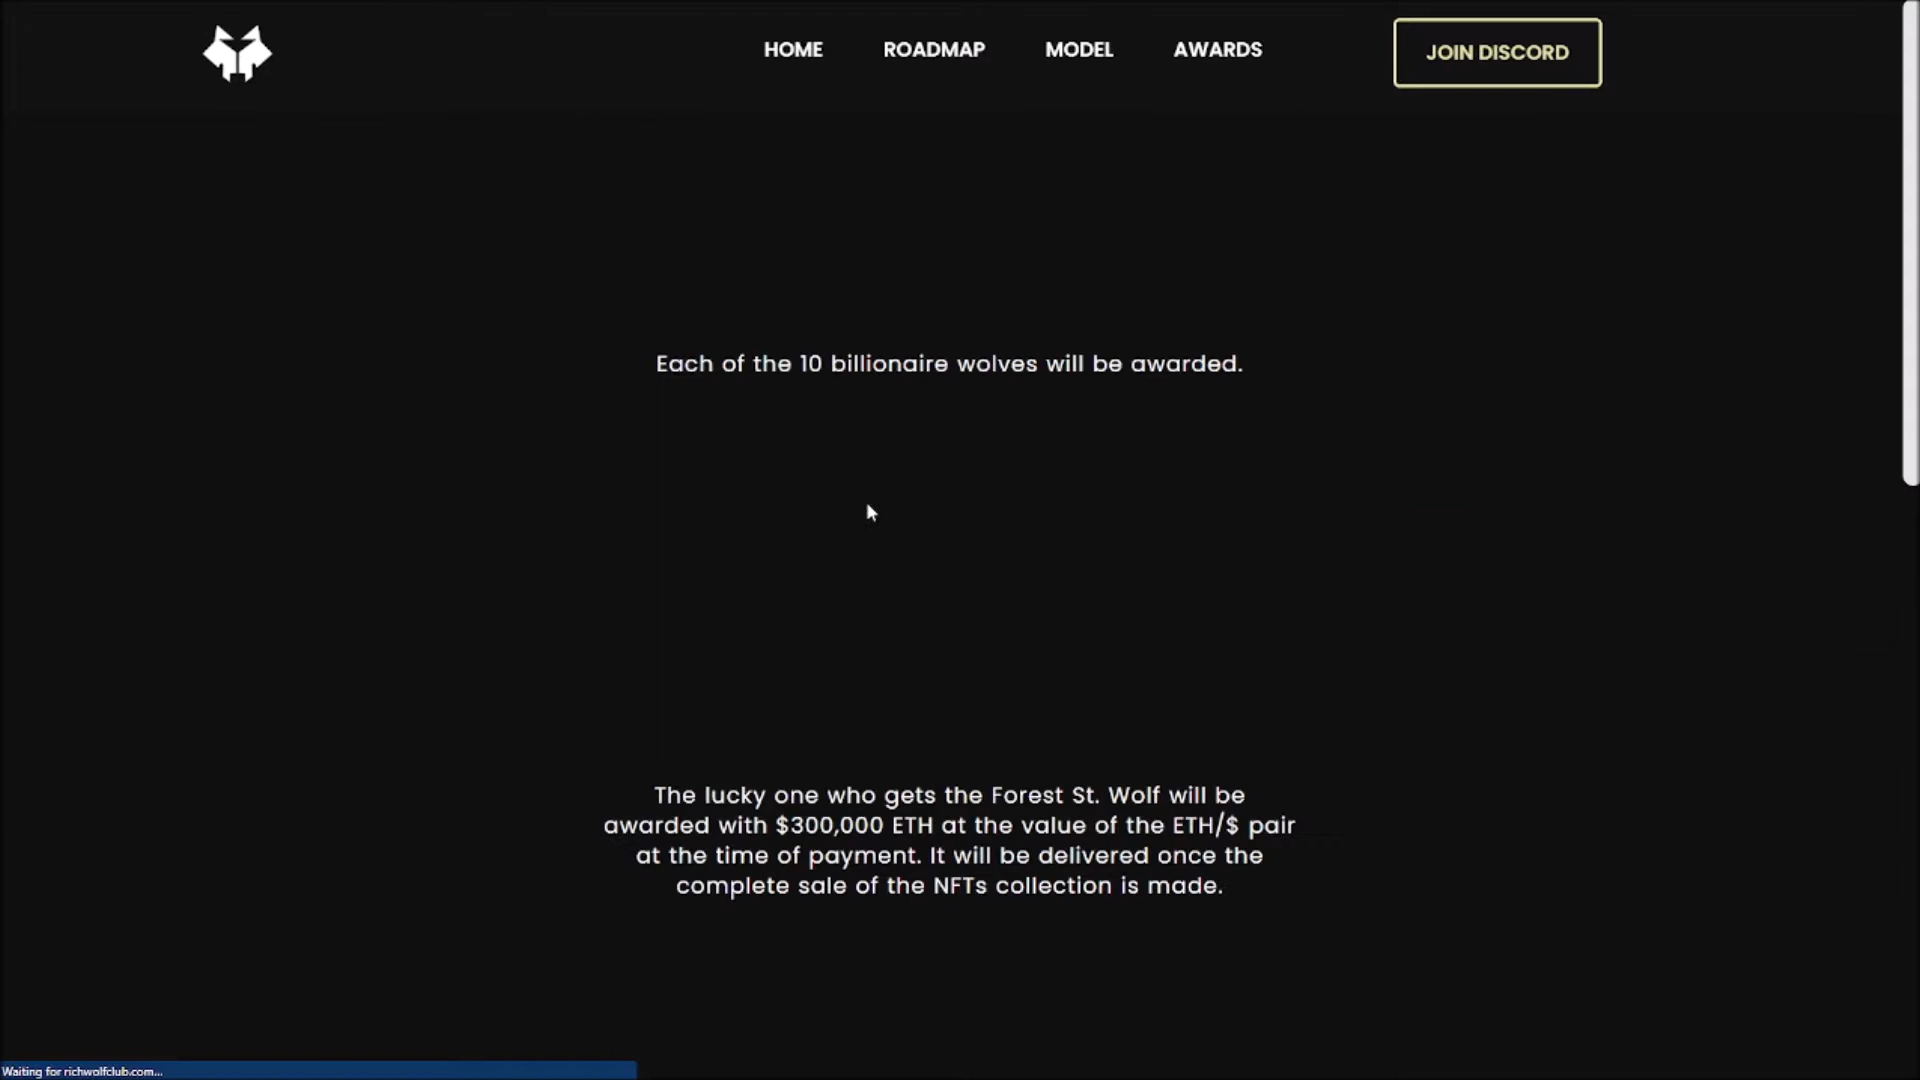 HOME ROADMAP MODEL AWARDS JOIN DISCORD
Each of the 10 billionaire wolves will be awarded.
The lucky one who gets the Forest St. Wolf will be
awarded with $300,000 ETH at the value of the ETH/$ pair
at the time of payment. It will be delivered once the
complete sale of the NFTs collection is made.
Waiting for richwolfclub.com...